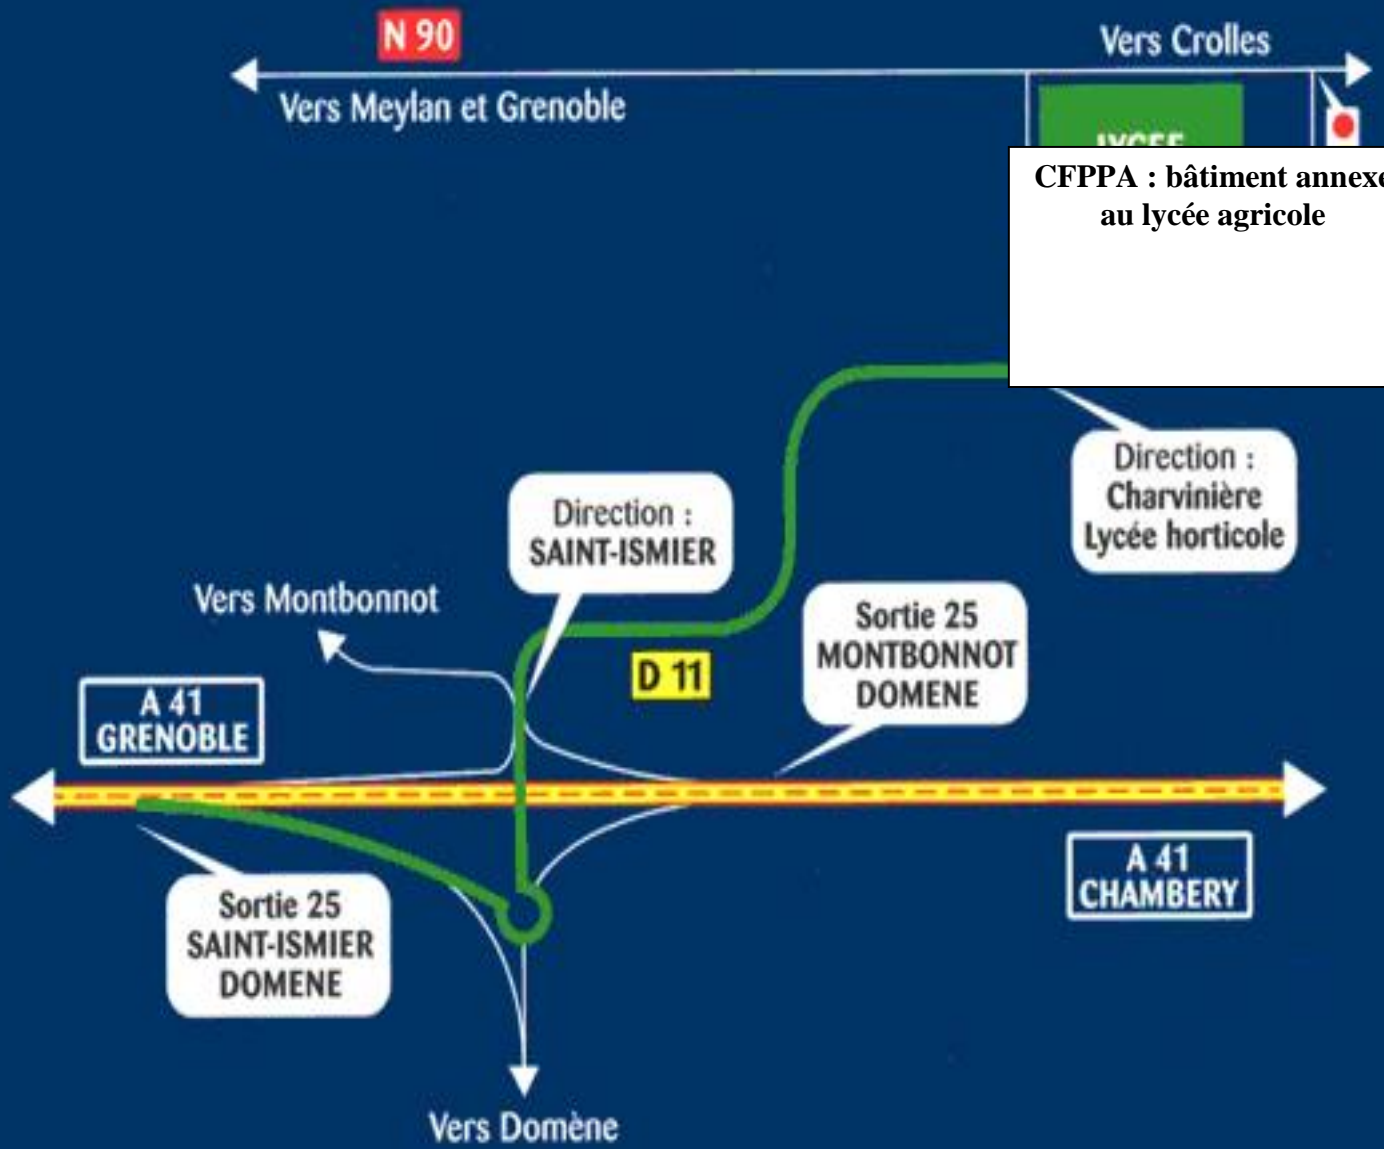 N 90
Vers Crolles
Vers Meylan et Grenoble
LYCEE
CFPPA : bâtiment annexe
au lycée agricole
Direction :
Charvinière
Lycée horticole
Direction :
SAINT-ISMIER
Vers Montbonnot
Sortie 25
MONTBONNOT
DOMENE
D 11
A 41
GRENOBLE
A 41
CHAMBERY
Sortie 25
SAINT-ISMIER
DOMENE
Vers Domène